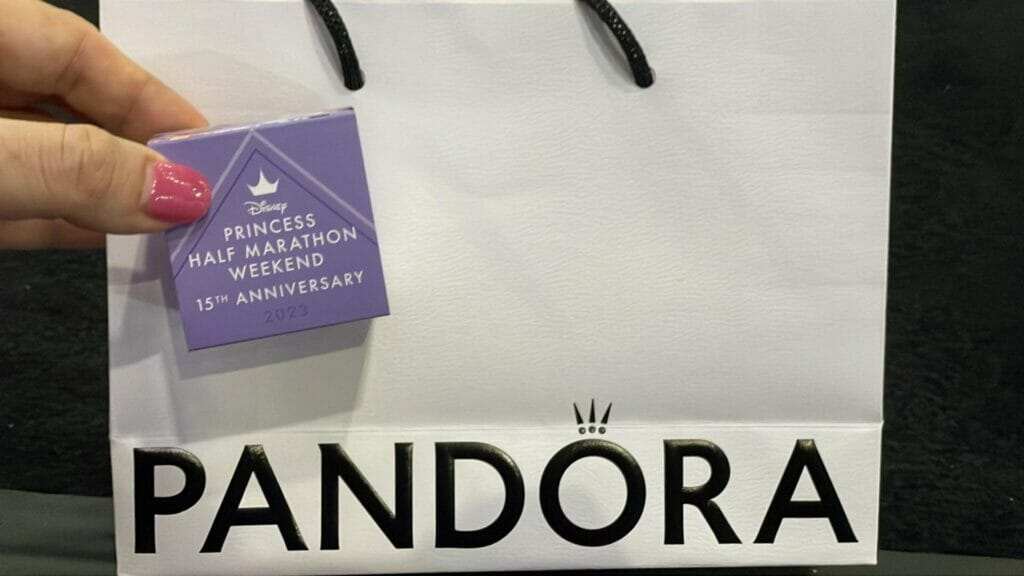 Disney
PRINCESS
HALF MARATHON
WEEKEND
15TH ANNIVERSARY
2023
PANDORA